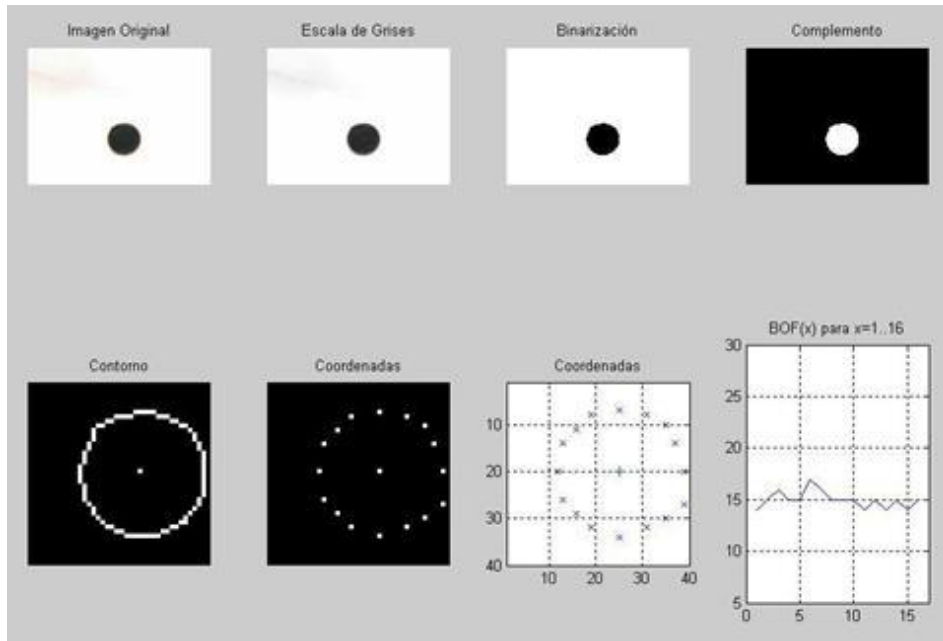 Imagen Original
Escala de Grises
Binarización
Complemento
Contorno
Coordenadas
Coordenadas
10
20
30
40
10
20
30
40
BOF(x) para x=1..16
30
25
20
15
10
5
0
5
10
15